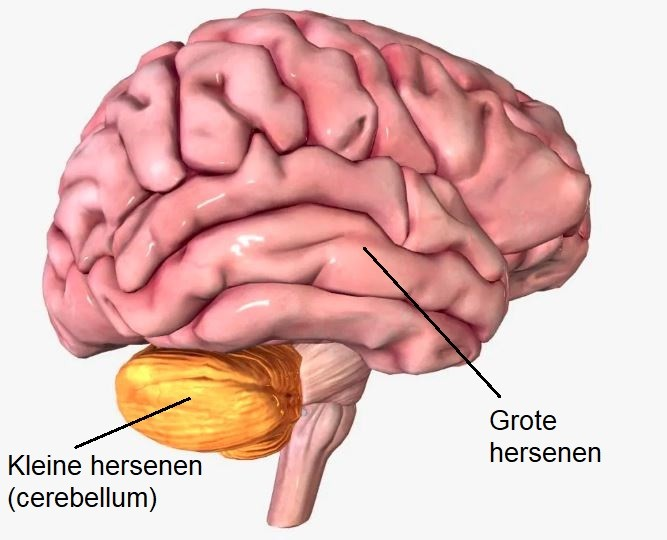 Grote
hersenen
Kleine hersenen
(cerebellum)